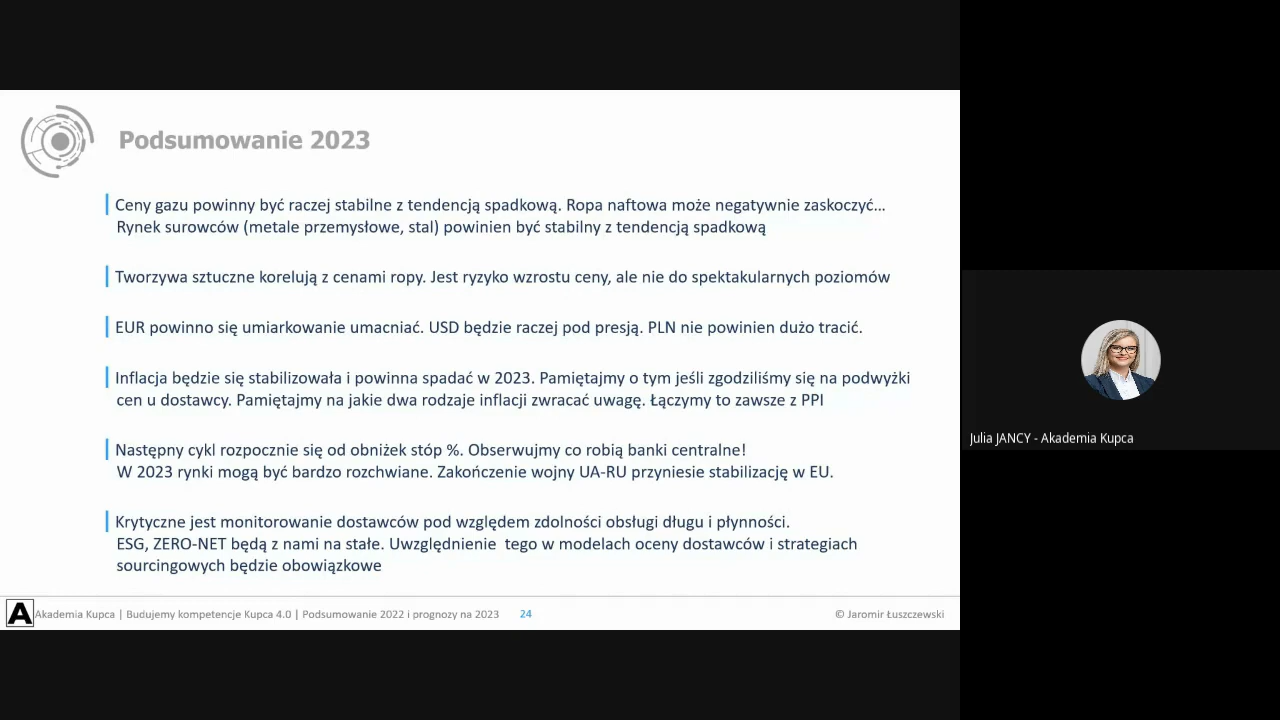 Podsumowanie 2023
Ceny gazu powinny być raczej stabilne z tendencją spadkową. Ropa naftowa może negatywnie zaskoczyć...
Rynek surowców (metale przemysłowe, stal) powinien być stabilny z tendencją spadkową
Tworzywa sztuczne korelują z cenami ropy. Jest ryzyko wzrostu ceny, ale nie do spektakularnych poziomów
EUR powinno się umiarkowanie umacniać. USD będzie raczej pod presją. PLN nie powinien dużo tracić.
Inflacja będzie się stabilizowała i powinna spadać w 2023. Pamiętajmy o tym jeśli zgodziliśmy się na podwyżki
cen u dostawcy. Pamiętajmy na jakie dwa rodzaje inflacji zwracać uwagę. Łączymy to zawsze z PPI
Następny cykl rozpocznie się od obniżek stóp %. Obserwujmy co robią banki centralne!
W 2023 rynki mogą być bardzo rozchwiane. Zakończenie wojny UA-RU przyniesie stabilizację w EU.
Krytyczne jest monitorowanie dostawców pod względem zdolności obsługi długu i płynności.
ESG, ZERO-NET będą z nami na stałe. Uwzględnienie tego w modelach oceny dostawców i strategiach
sourcingowych będzie obowiązkowe
A Akademia Kupca | Budujemy kompetencje Kupca 4.0 | Podsumowanie 2022 i prognozy na 2023 24 © Jaromir Łuszczewski
Julia JANCY - Akademia Kupca